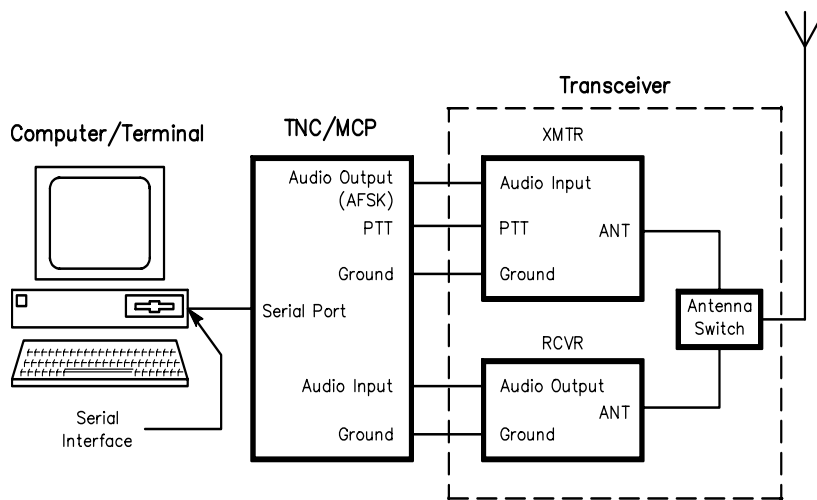 Transceiver
Computer/Terminal
TNC/MCP
XMTR
Audio Output
(AFSK)
PTT
Ground
Serial Port
Audio Input
Ground
Audio Input
PTT
ANT
Ground
Antenna
Switch
RCVR
Audio Output
ANT
Ground
Serial
Interface